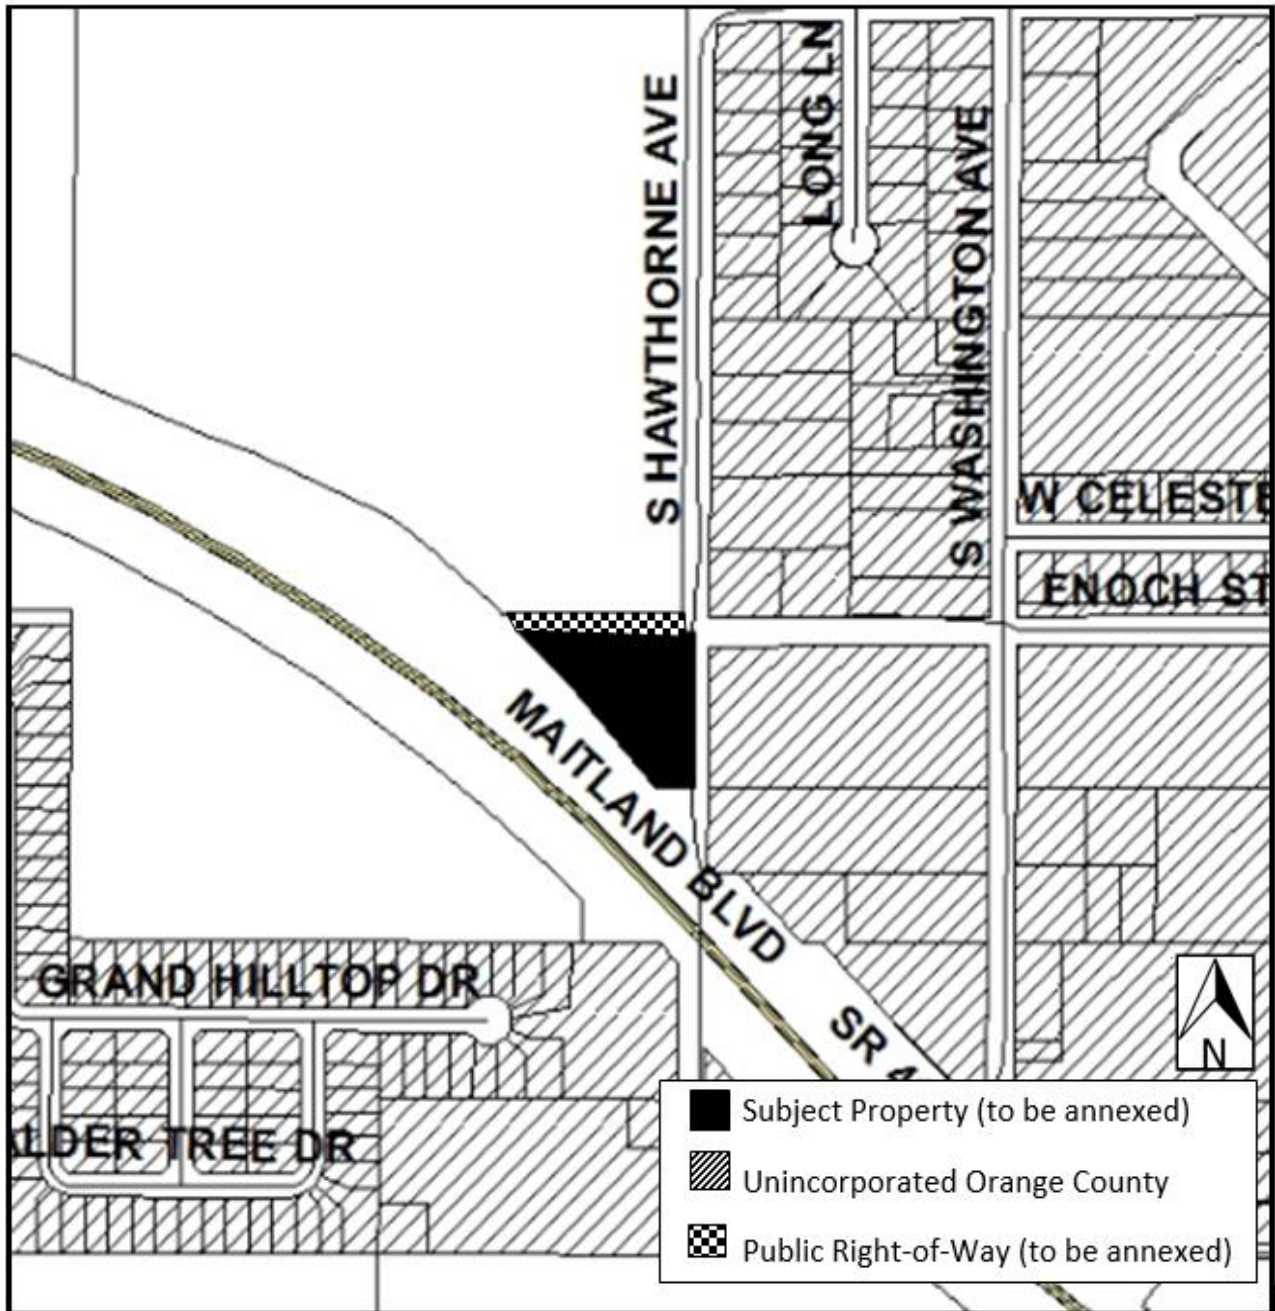 LONG LN
S HAWTHORNE AVE
S WASHINGTON AVE
W CELESTE
ENOCH ST
MAITLAND BLVD
SR 4
GRAND HILLTOP DR
ALDER TREE DR
N
Subject Property (to be annexed)
Unincorporated Orange County
Public Right-of-Way (to be annexed)